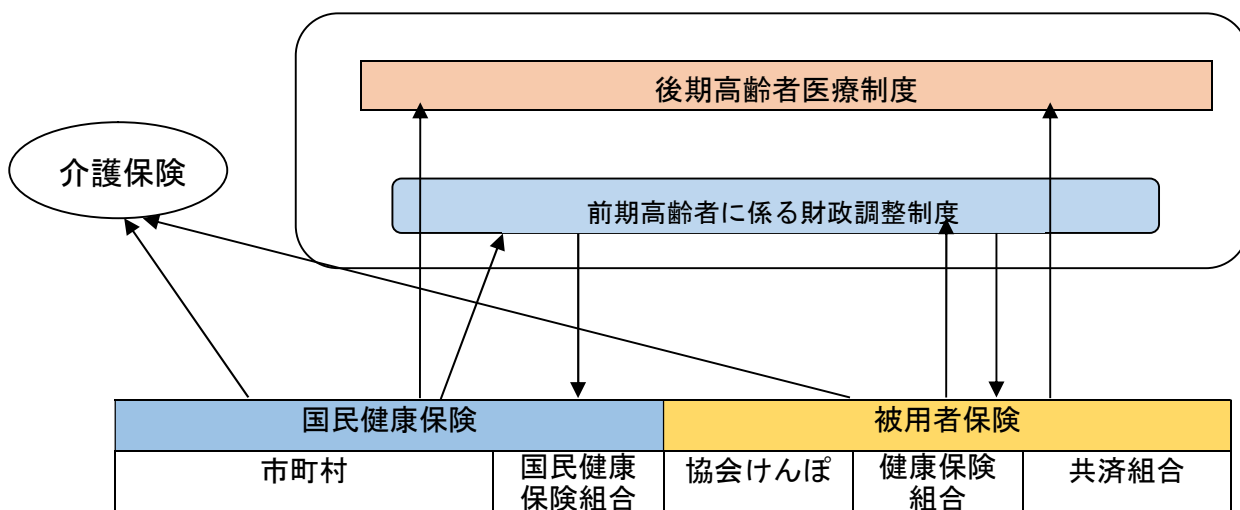 後期高齢者医療制度
介護保険
前期高齢者に係る財政調整制度
国民健康保険
被用者保険
市町村
国民健康
保険組合
協会けんぽ
健康保険
組合
共済組合